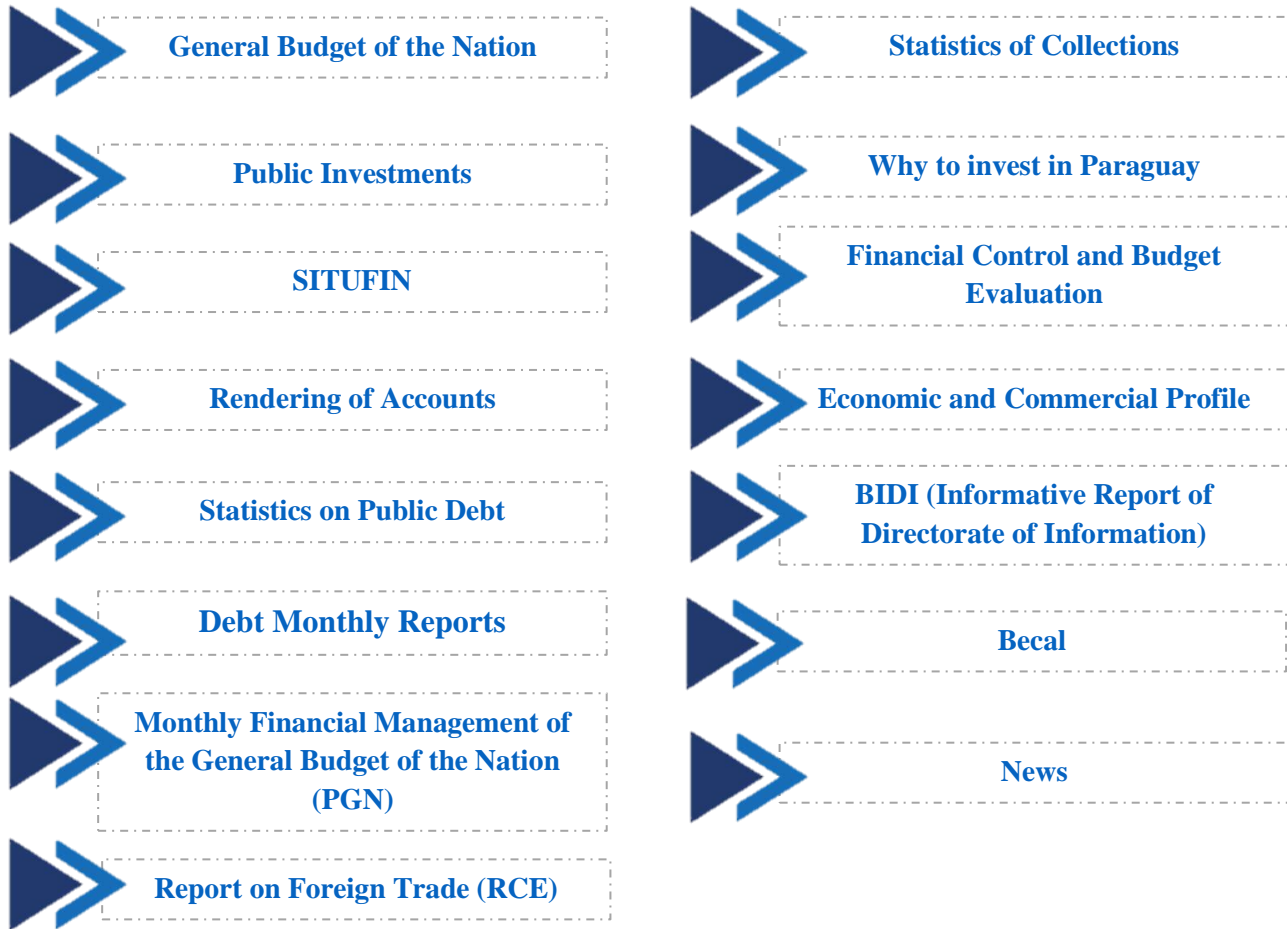 General Budget of the Nation
Public Investments
SITUFIN
Rendering of Accounts
Statistics on Public Debt
Debt Monthly Reports
Monthly Financial Management of
the General Budget of the Nation
(PGN)
Report on Foreign Trade (RCE)
Statistics of Collections
Why to invest in Paraguay
Financial Control and Budget
Evaluation
Economic and Commercial Profile
BIDI (Informative Report of
Directorate of Information)
Becal
News